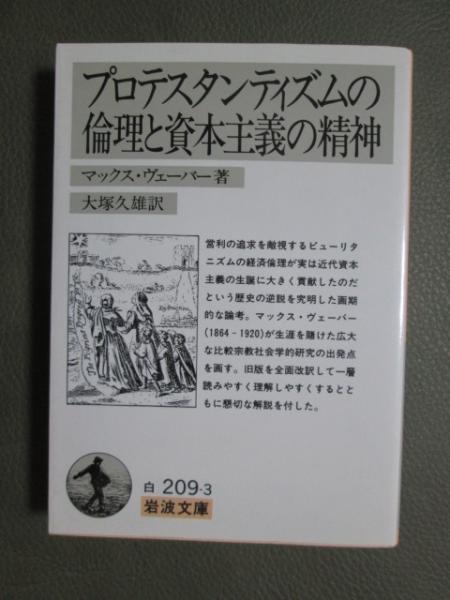 プロテスタンティズムの
倫理と資本主義の精神
マックス・ヴェーバー著
大塚久雄訳
営利の追求を敵視するピューリタ
ニズムの経済倫理が実は近代資本
主義の生誕に大きく貢献したのだ
という歴史の逆説を究明した画期
的な論考。マックス・ヴェーバー
(1864‐1920)が生涯を賭けた広大
な比較宗教社会学的研究の出発点
を画す。旧版を全面改訳して一層
読みやすく理解しやすくするとと
もに懇切な解説を付した。
白 209-3
岩波文庫